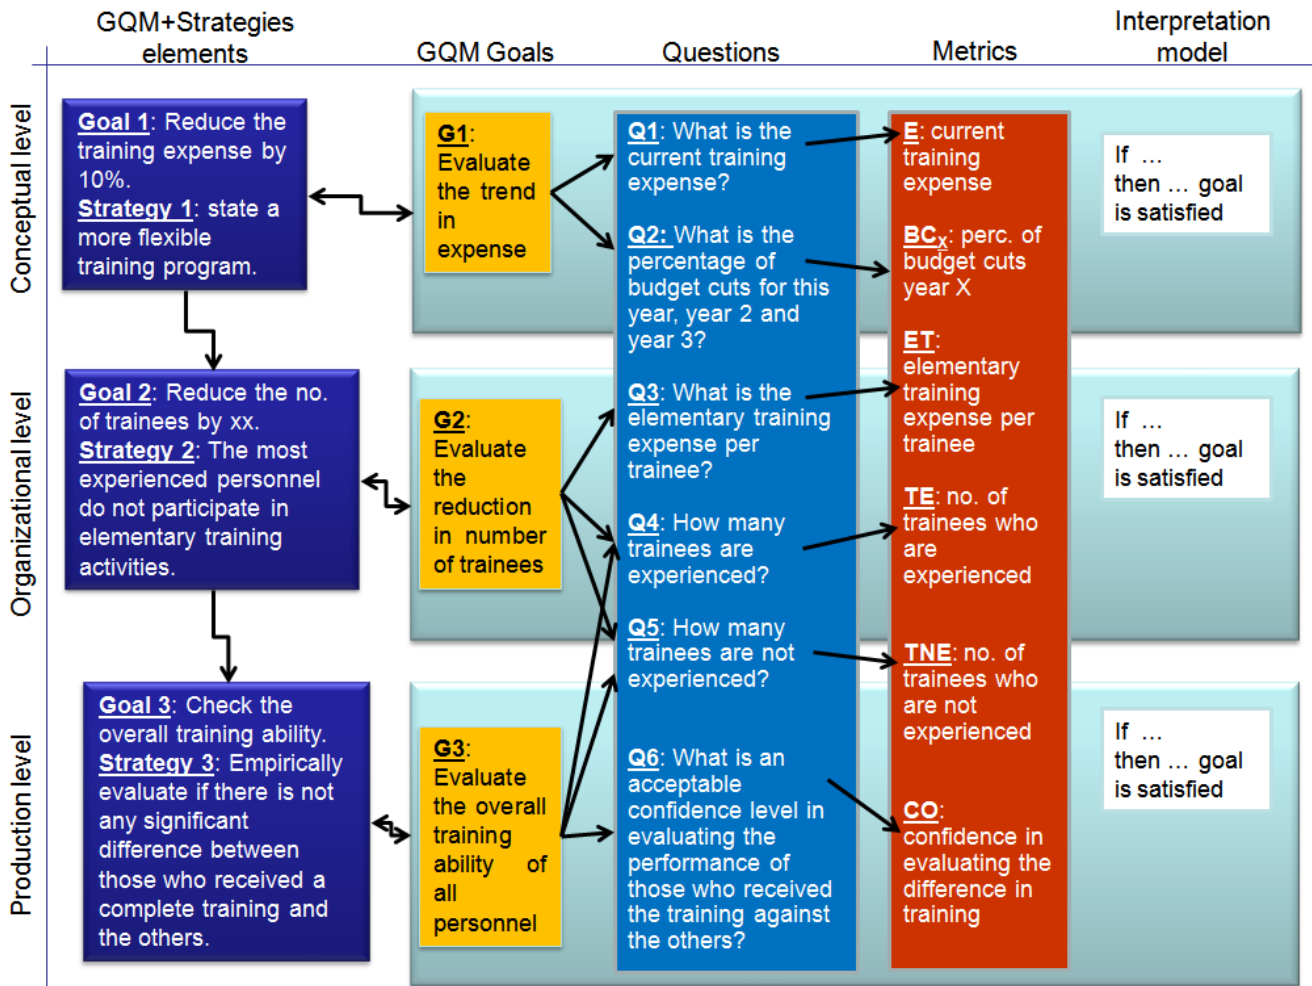 GQM+Strategies
elements
GQM Goals
Questions
Metrics
Interpretation
model
Conceptual level
Goal 1: Reduce the
training expense by
10%.
Strategy 1: state a
more flexible
training program.
G1:
Evaluate
the trend
in
expense
Q1: What is the
current training
expense?
Q2: What is the
percentage of
budget cuts for this
year, year 2 and
year 3?
E: current
training
expense
BCX: perc. of
budget cuts
year X
If ...
then ... goal
is satisfied
Organizational level
Goal 2: Reduce the no.
of trainees by xx.
Strategy 2: The most
experienced personnel
do not participate in
elementary training
activities.
G2:
Evaluate
the
reduction
in number
of trainees
Q3: What is the
elementary training
expense per
trainee?
Q4: How many
trainees are
experienced?
Q5: How many
trainees are not
experienced?
ET:
elementary
training
expense per
trainee
TE: no. of
trainees who
are
experienced
TNE: no. of
trainees who
are not
experienced
If ...
then ... goal
is satisfied
Production level
Goal 3: Check the
overall training ability.
Strategy 3: Empirically
evaluate if there is not
any significant
difference between
those who received a
complete training and
the others.
G3:
Evaluate
the overall
training
ability of
all
personnel
Q6: What is an
acceptable
confidence level in
evaluating the
performance of
those who received
the training against
the others?
CO:
confidence in
evaluating the
difference in
training
If ...
then ... goal
is satisfied